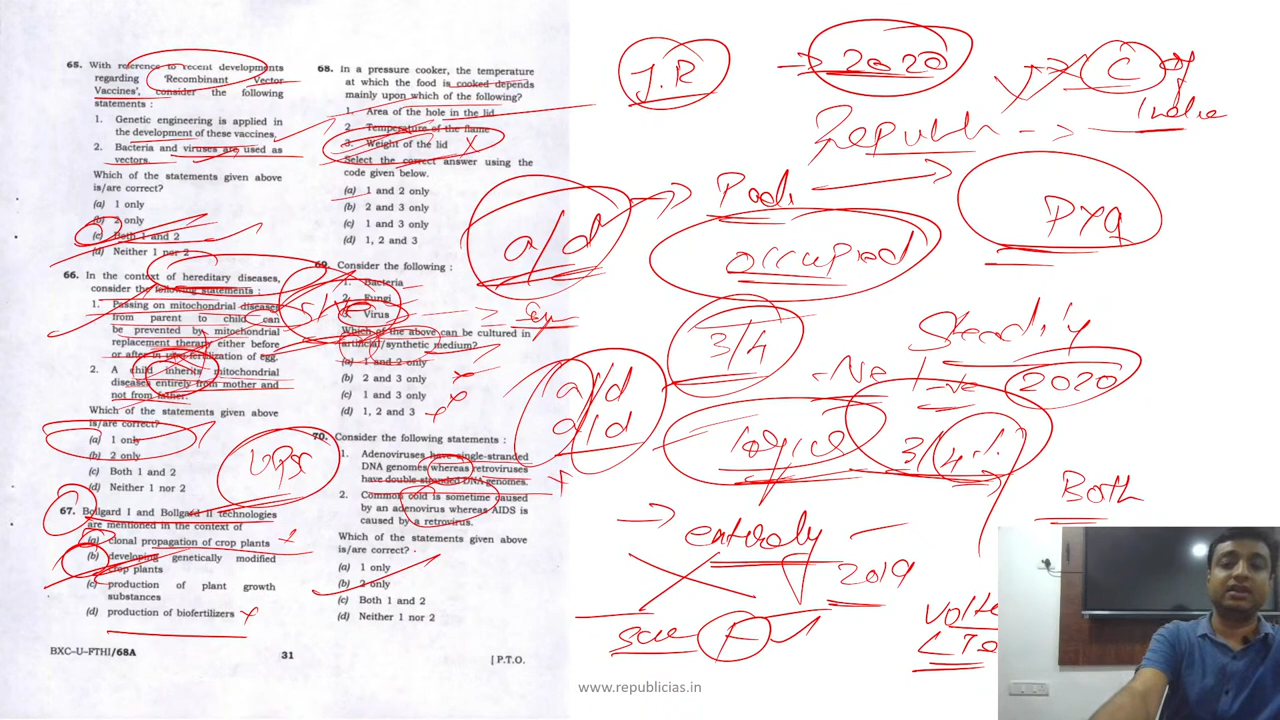 65. With reference to recent developments
regarding 'Recombinant Vector
Vaccines', consider the following
statements :
1. Genetic engineering is applied in
the development of these vaccines.
2. Bacteria and viruses are used as
vectors.
Which of the statements given above
is/are correct?
(a) 1 only
(b) 2 only
(c) Both 1 and 2
(d) Neither 1 nor 2
66. In the context of hereditary diseases,
consider the following statements :
1. Passing on mitochondrial diseases
from parent to child can
be prevented by mitochondrial
replacement therapy either before
or after in vitro fertilization of egg.
2. A child inherits mitochondrial
diseases entirely from mother and
not from father.
Which of the statements given above
is/are correct?
(a) 1 only
(b) 2 only
(c) Both 1 and 2
(d) Neither 1 nor 2
67. Bollgard I and Bollgard II technologies
are mentioned in the context of
(a) clonal propagation of crop plants
(b) developing genetically modified
crop plants
(c) production of plant growth
substances
(d) production of biofertilizers
68. In a pressure cooker, the temperature
at which the food is cooked depends
mainly upon which of the following?
1. Area of the hole in the lid
2. Temperature of the flame
3. Weight of the lid
Select the correct answer using the
code given below.
(a) 1 and 2 only
(b) 2 and 3 only
(c) 1 and 3 only
(d) 1, 2 and 3
69. Consider the following :
1. Bacteria
2. Fungi
Virus
Which of the above can be cultured in
artificial/synthetic medium?
(a) 1 and 2 only
(b) 2 and 3 only
(c) 1 and 3 only
(d) 1, 2 and 3
70. Consider the following statements :
1. Adenoviruses have single-stranded
DNA genomes whereas retroviruses
have double-stranded DNA genomes.
2. Common cold is sometime caused
by an adenovirus whereas AIDS is
caused by a retrovirus.
Which of the statements given above
is/are correct?
(a) 1 only
(b) 2 only
(c) Both 1 and 2
(d) Neither 1 nor 2
BXC-U-FTHI/68A
31
[ P.T.O.
UPSC
J.R
2020
C of
India
a/d
PYQ
occupied
3/4
2020
a/d
a/d
3/4
Both
entirely
2019
www.republicias.in